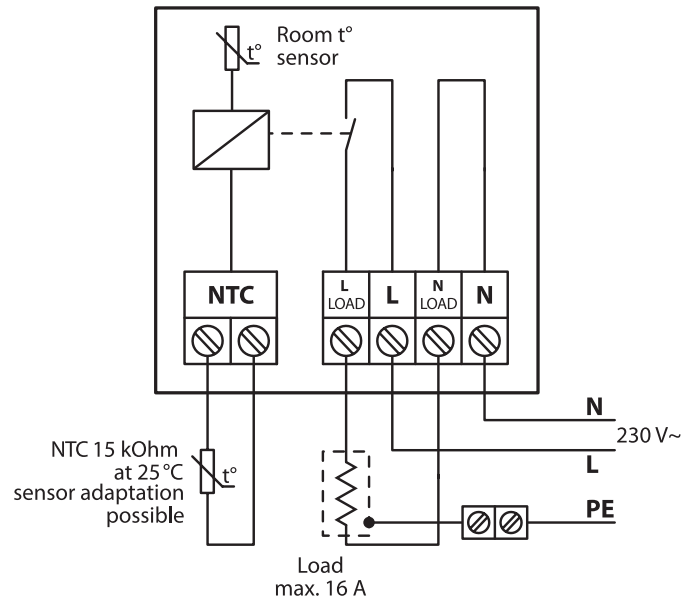 Room t°
sensor
t°
NTC
L
LOAD
L
N
LOAD
N
N
230 V~
L
NTC 15 kOhm
at 25 °C
sensor adaptation
possible
t°
PE
Load
max. 16 A